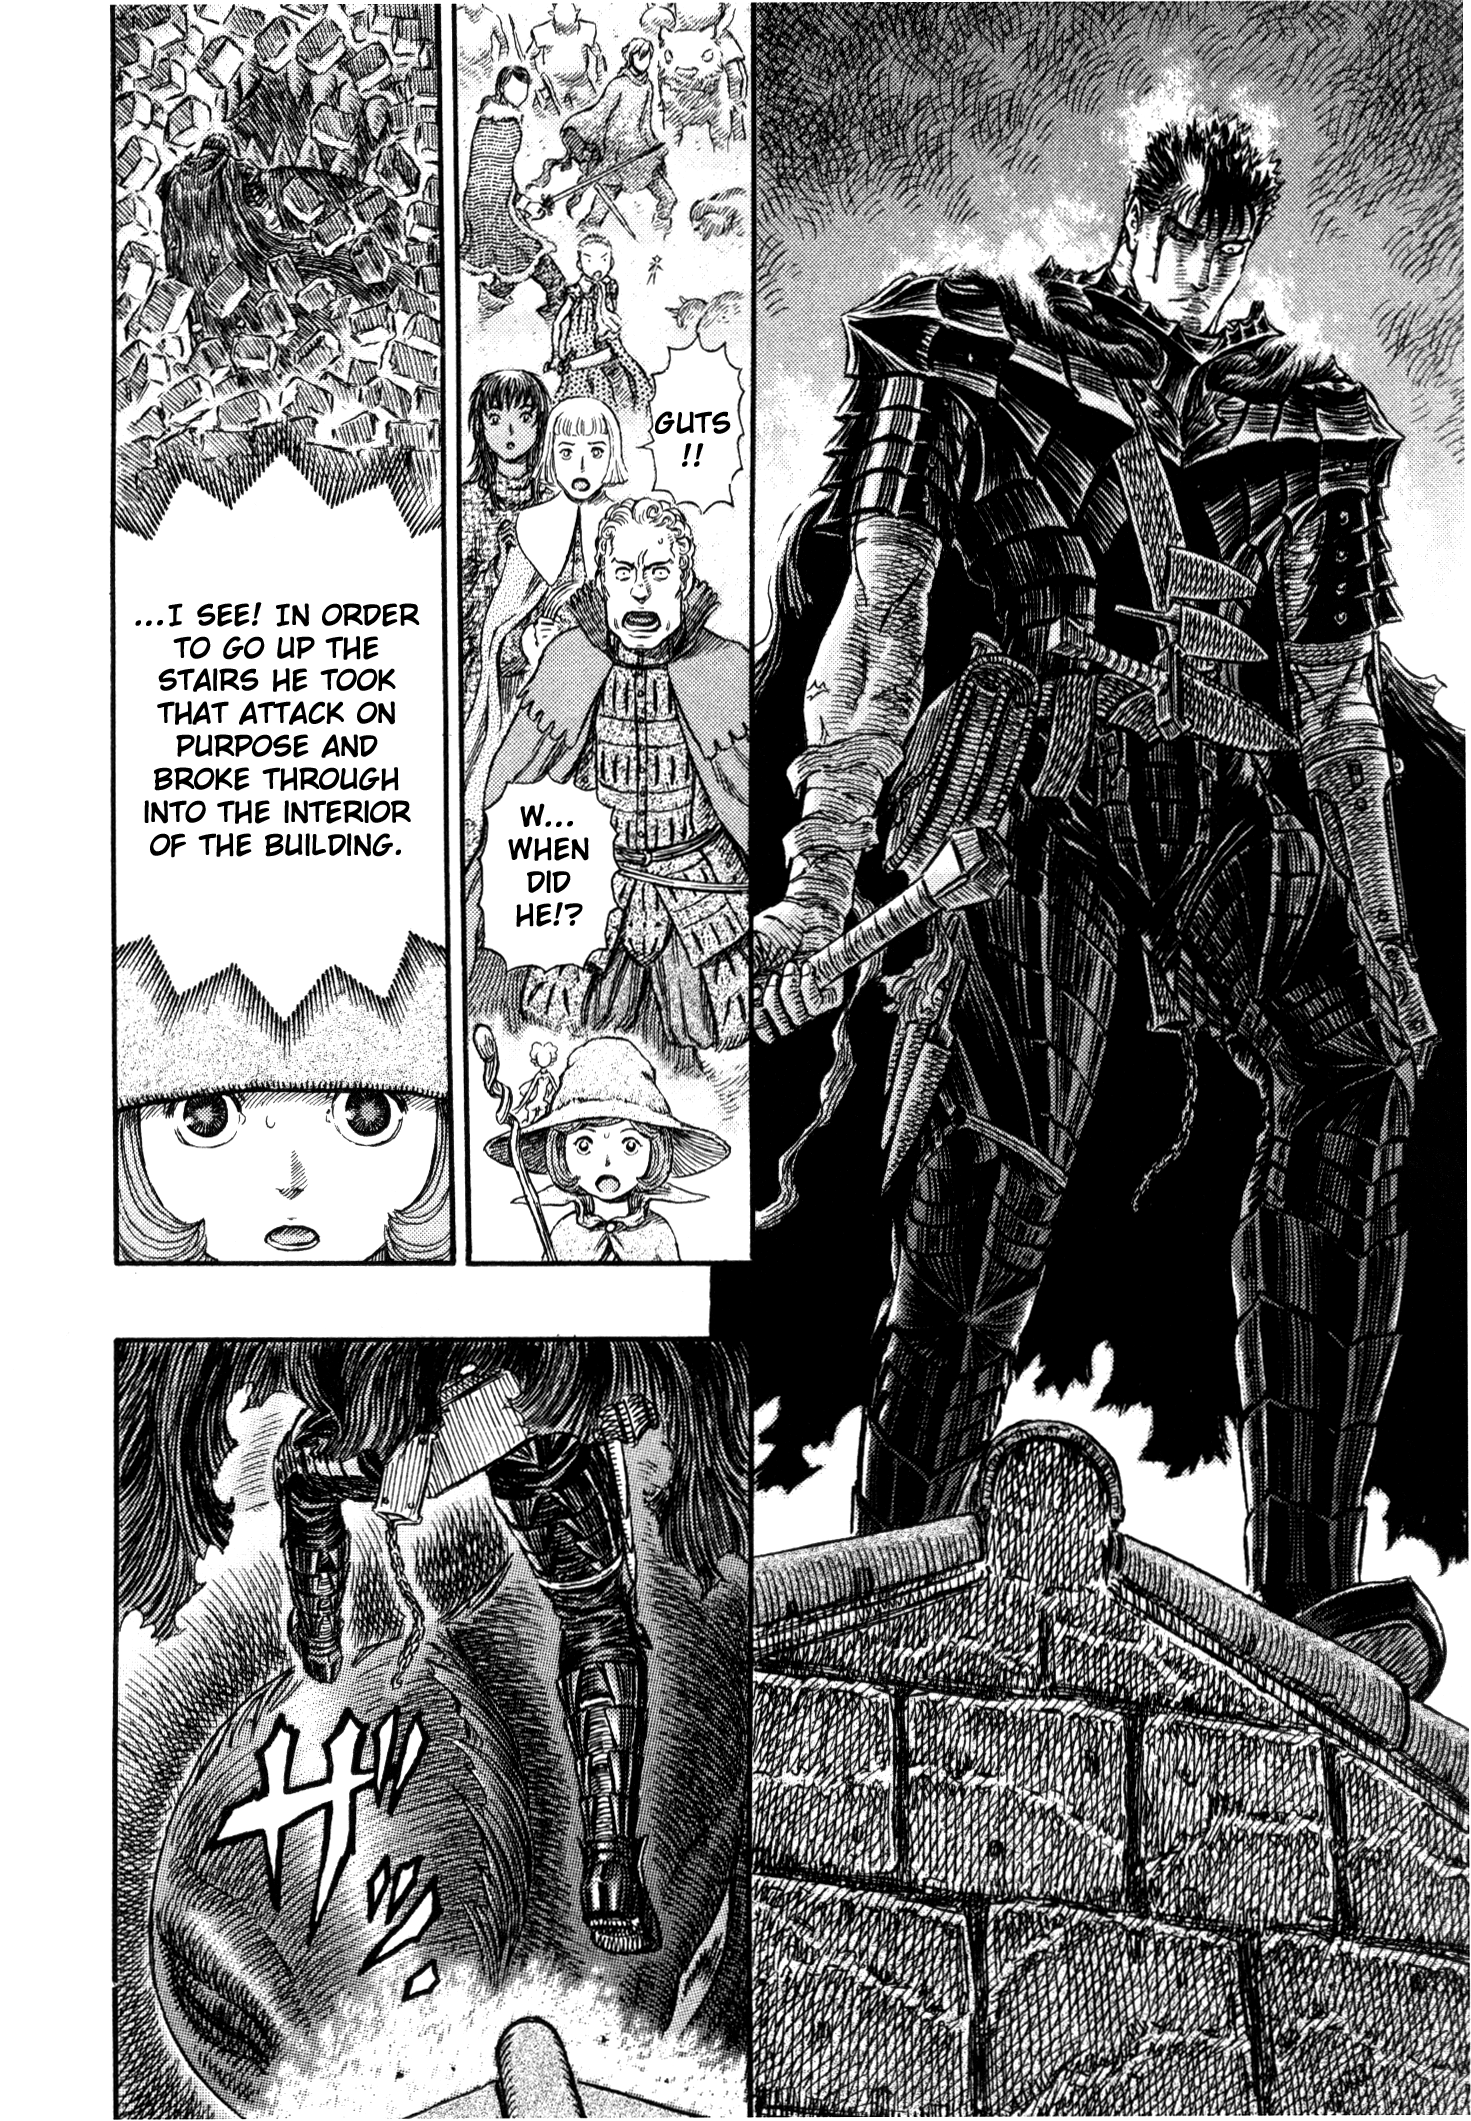 GUTS
!!
W...
WHEN
DID
HE!?
...I SEE! IN ORDER
TO GO UP THE
STAIRS HE TOOK
THAT ATTACK ON
PURPOSE AND
BROKE THROUGH
INTO THE INTERIOR
OF THE BUILDING.
ザッ